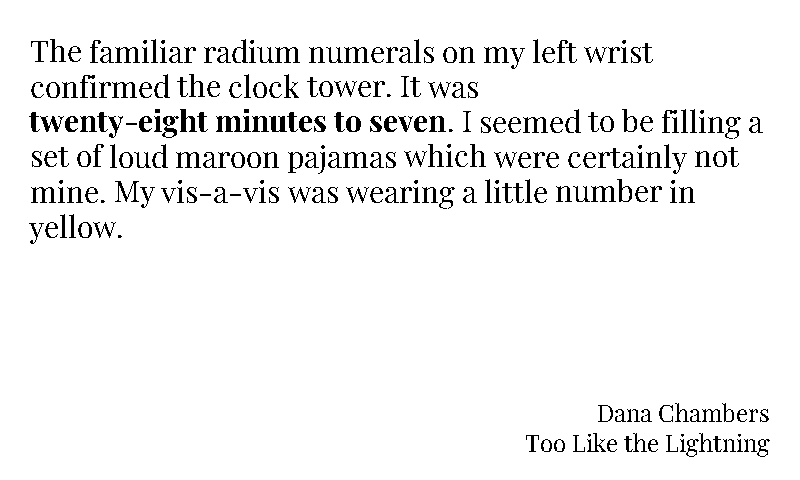 The familiar radium numerals on my left wrist
confirmed the clock tower. It was
twenty-eight minutes to seven. I seemed to be filling a
set of loud maroon pajamas which were certainly not
mine. My vis-a-vis was wearing a little number in
yellow.
Dana Chambers
Too Like the Lightning